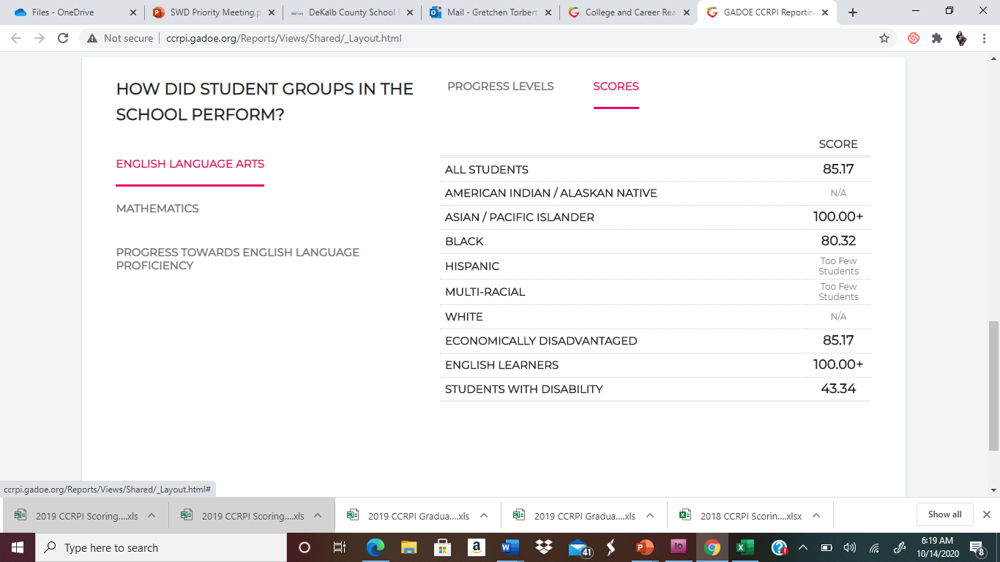 Files - OneDrive
SWD Priority Meeting.p
DeKalb County School D
Mail - Gretchen Torbert
College and Career Rea
GADOE CCRPI Reportin
Not secure
ccrpi.gadoe.org/Reports/Views/Shared/_Layout.html
HOW DID STUDENT GROUPS IN THE
SCHOOL PERFORM?
ENGLISH LANGUAGE ARTS
MATHEMATICS
PROGRESS TOWARDS ENGLISH LANGUAGE
PROFICIENCY
PROGRESS LEVELS
SCORES
SCORE
ALL STUDENTS 85.17
AMERICAN INDIAN / ALASKAN NATIVE N/A
ASIAN / PACIFIC ISLANDER 100.00+
BLACK 80.32
HISPANIC Too Few
Students
MULTI-RACIAL Too Few
Students
WHITE N/A
ECONOMICALLY DISADVANTAGED 85.17
ENGLISH LEARNERS 100.00+
STUDENTS WITH DISABILITY 43.34
ccrpi.gadoe.org/Reports/Views/Shared/_Layout.html#
2019 CCRPI Scoring....xls
2019 CCRPI Scoring....xls
2019 CCRPI Gradua....xls
2019 CCRPI Gradua....xls
2018 CCRPI Scorin....xlsx
Show all
Type here to search
41
6:19 AM
10/14/2020
8